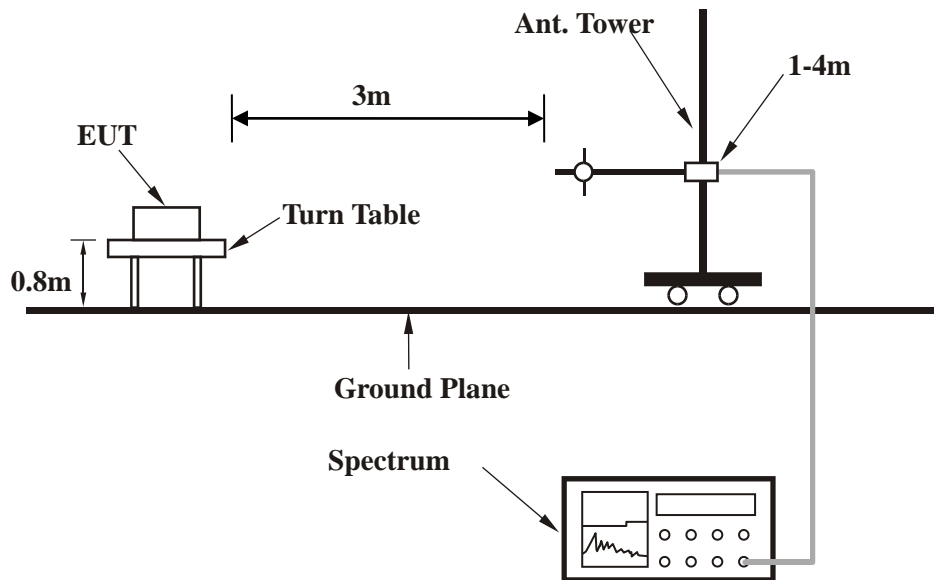 Ant. Tower
1-4m
3m
EUT
Turn Table
0.8m
Ground Plane
Spectrum